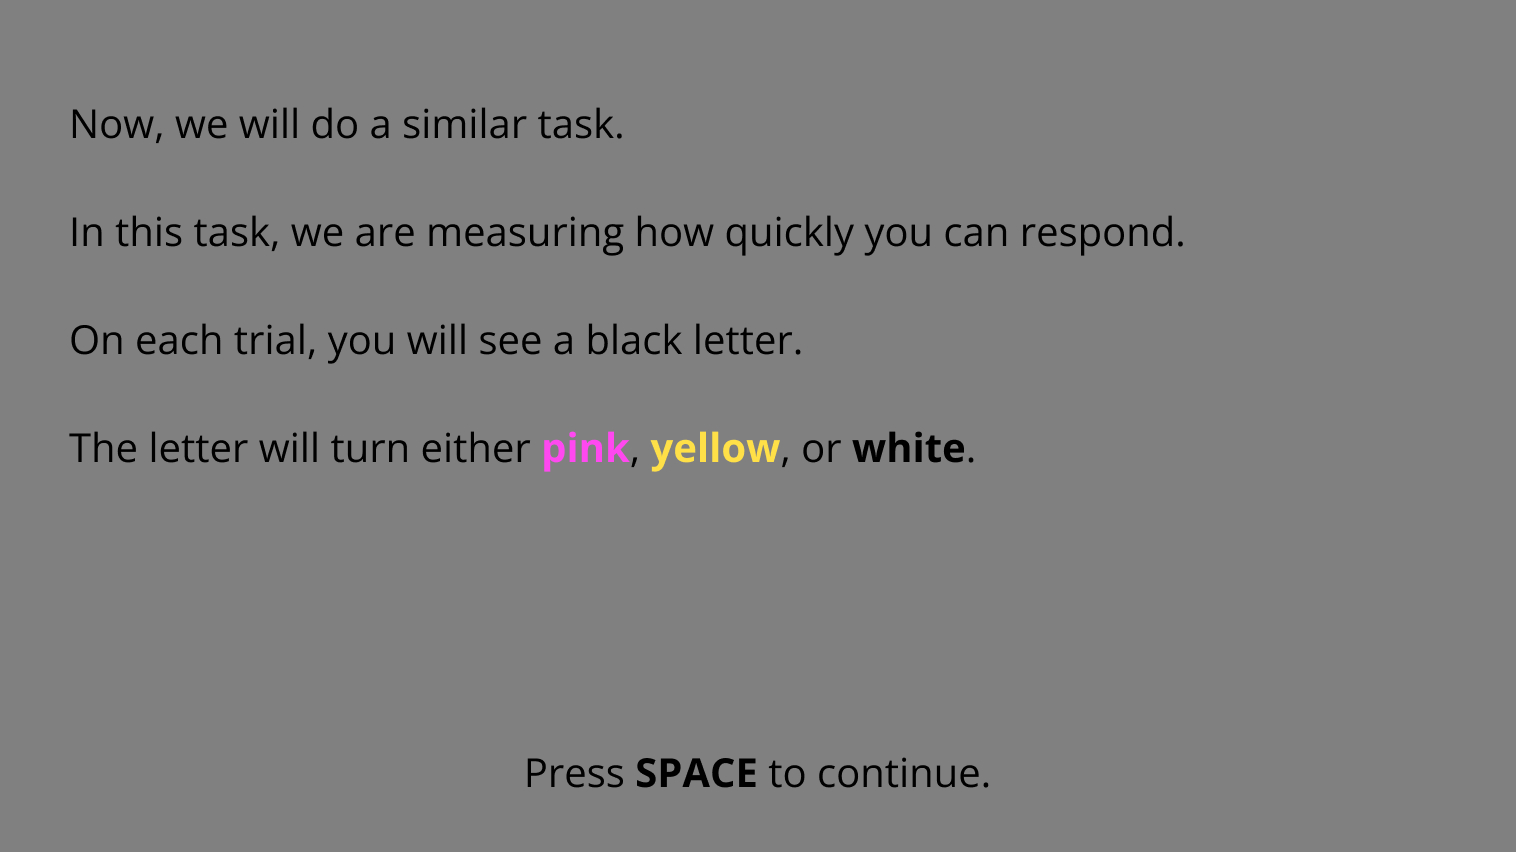 Now, we will do a similar task.
In this task, we are measuring how quickly you can respond.
On each trial, you will see a black letter.
The letter will turn either pink, yellow, or white.
Press SPACE to continue.